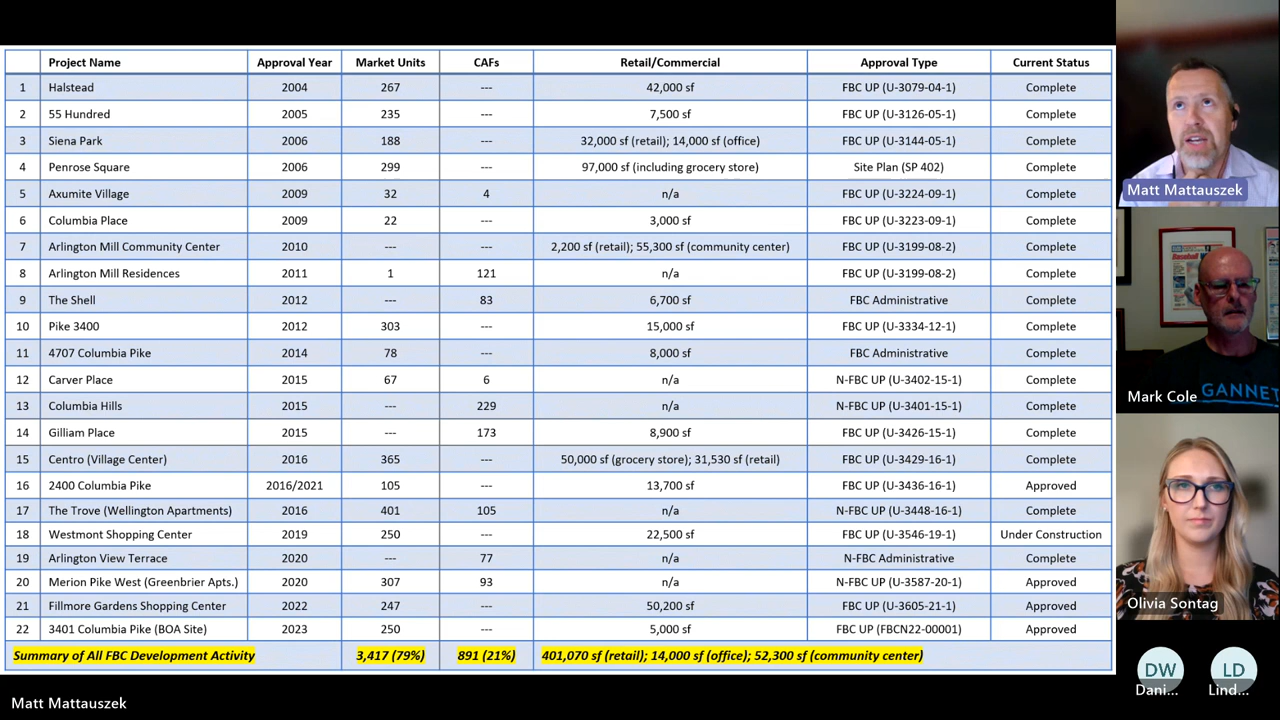 Project Name Approval Year Market Units CAFs Retail/Commercial Approval Type Current Status
1 Halstead 2004 267 --- 42,000 sf FBC UP (U-3079-04-1) Complete
2 55 Hundred 2005 235 --- 7,500 sf FBC UP (U-3126-05-1) Complete
3 Siena Park 2006 188 --- 32,000 sf (retail); 14,000 sf (office) FBC UP (U-3144-05-1) Complete
4 Penrose Square 2006 299 --- 97,000 sf (including grocery store) Site Plan (SP 402) Complete
5 Axumite Village 2009 32 4 n/a FBC UP (U-3224-09-1) Complete
6 Columbia Place 2009 22 --- 3,000 sf FBC UP (U-3223-09-1) Complete
7 Arlington Mill Community Center 2010 --- --- 2,200 sf (retail); 55,300 sf (community center) FBC UP (U-3199-08-2) Complete
8 Arlington Mill Residences 2011 1 121 n/a FBC UP (U-3199-08-2) Complete
9 The Shell 2012 --- 83 6,700 sf FBC Administrative Complete
10 Pike 3400 2012 303 --- 15,000 sf FBC UP (U-3334-12-1) Complete
11 4707 Columbia Pike 2014 78 --- 8,000 sf FBC Administrative Complete
12 Carver Place 2015 67 6 n/a N-FBC UP (U-3402-15-1) Complete
13 Columbia Hills 2015 --- 229 n/a N-FBC UP (U-3401-15-1) Complete
14 Gilliam Place 2015 --- 173 8,900 sf FBC UP (U-3426-15-1) Complete
15 Centro (Village Center) 2016 365 --- 50,000 sf (grocery store); 31,530 sf (retail) FBC UP (U-3429-16-1) Complete
16 2400 Columbia Pike 2016/2021 105 --- 13,700 sf FBC UP (U-3436-16-1) Approved
17 The Trove (Wellington Apartments) 2016 401 105 n/a N-FBC UP (U-3448-16-1) Complete
18 Westmont Shopping Center 2019 250 --- 22,500 sf FBC UP (U-3546-19-1) Under Construction
19 Arlington View Terrace 2020 --- 77 n/a N-FBC Administrative Complete
20 Merion Pike West (Greenbrier Apts.) 2020 307 93 n/a N-FBC UP (U-3587-20-1) Approved
21 Fillmore Gardens Shopping Center 2022 247 --- 50,200 sf FBC UP (U-3605-21-1) Approved
22 3401 Columbia Pike (BOA Site) 2023 250 --- 5,000 sf FBC UP (FBCN22-00001) Approved
Summary of All FBC Development Activity 3,417 (79%) 891 (21%) 401,070 sf (retail); 14,000 sf (office); 52,300 sf (community center)
Matt Mattauszek
Matt Mattauszek
Mark Cole
GANNET
Olivia Sontag
DW
Dani...
LD
Lind...